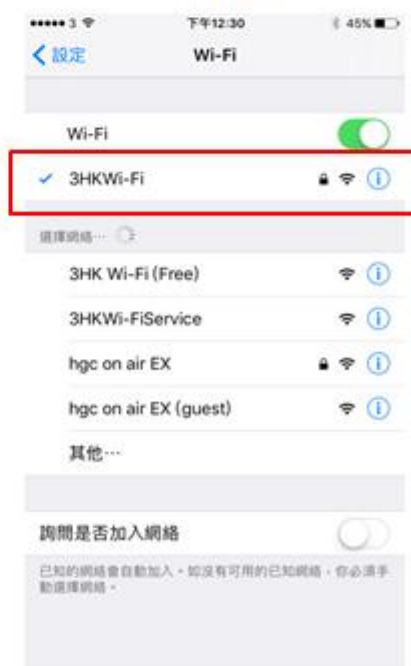 3 下午12:30 45%
設定 Wi-Fi
Wi-Fi
3HKWi-Fi
選擇網絡…
3HK Wi-Fi (Free)
3HKWi-FiService
hgc on air EX
hgc on air EX (guest)
其他…
詢問是否加入網絡
已知的網絡會自動加入。如沒有可用的已知網絡，你必須手
動選擇網絡。